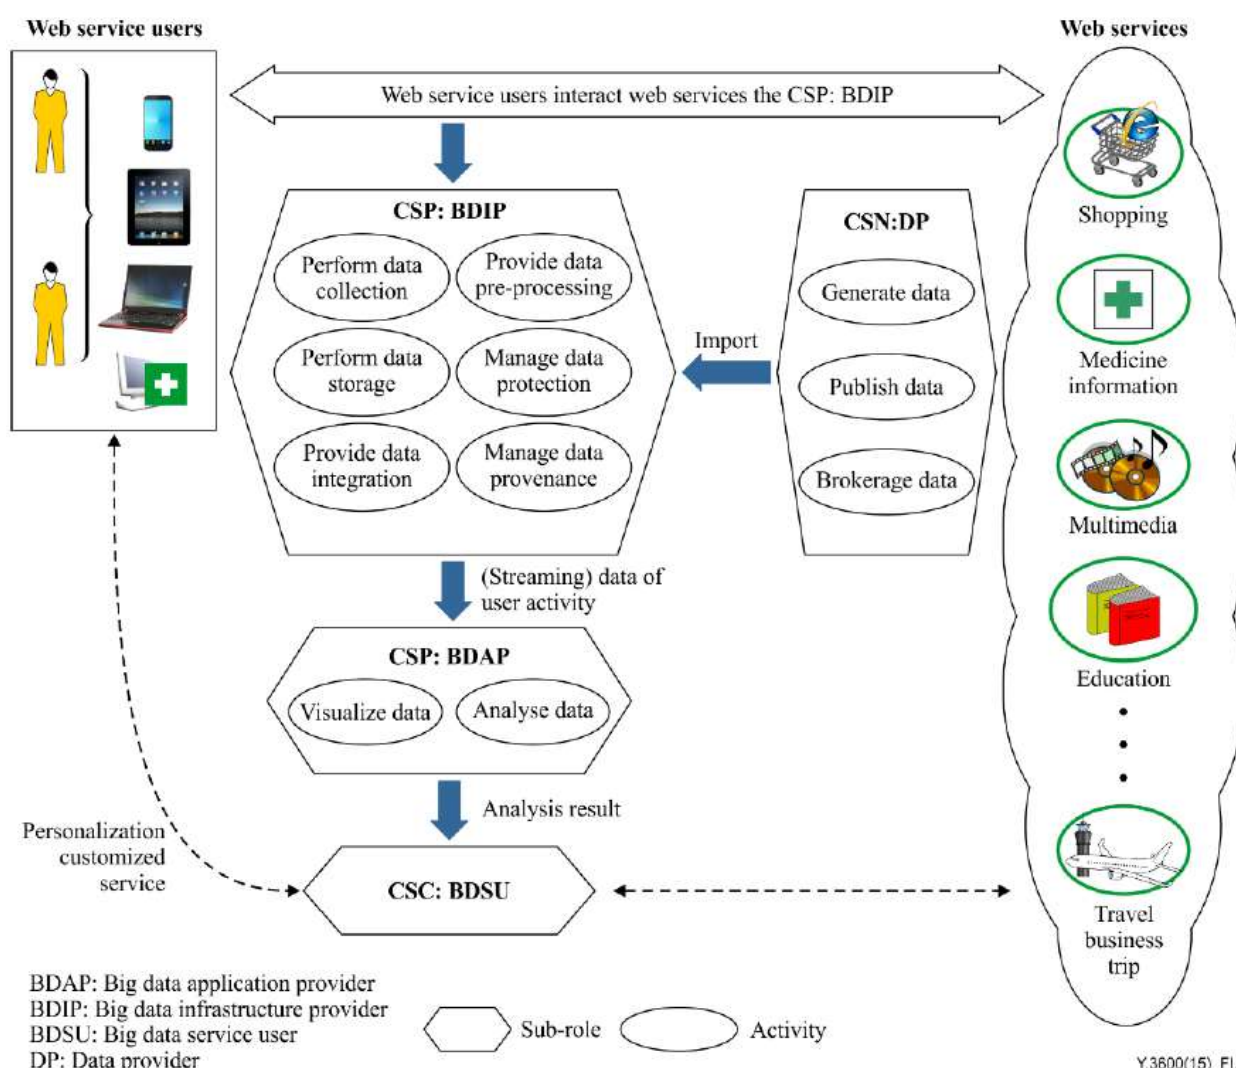 Web service users
Web services
Web service users interact web services the CSP: BDIP
CSP: BDIP
Perform data
collection
Provide data
pre-processing
Perform data
storage
Manage data
protection
Provide data
integration
Manage data
provenance
Import
CSN:DP
Generate data
Publish data
Brokerage data
Shopping
Medicine
information
Multimedia
Education
Travel
business
trip
(Streaming) data of
user activity
CSP: BDAP
Visualize data
Analyse data
Analysis result
Personalization
customized
service
CSC: BDSU
BDAP: Big data application provider
BDIP: Big data infrastructure provider
BDSU: Big data service user
DP: Data provider
Sub-role
Activity
Y.3600(15)